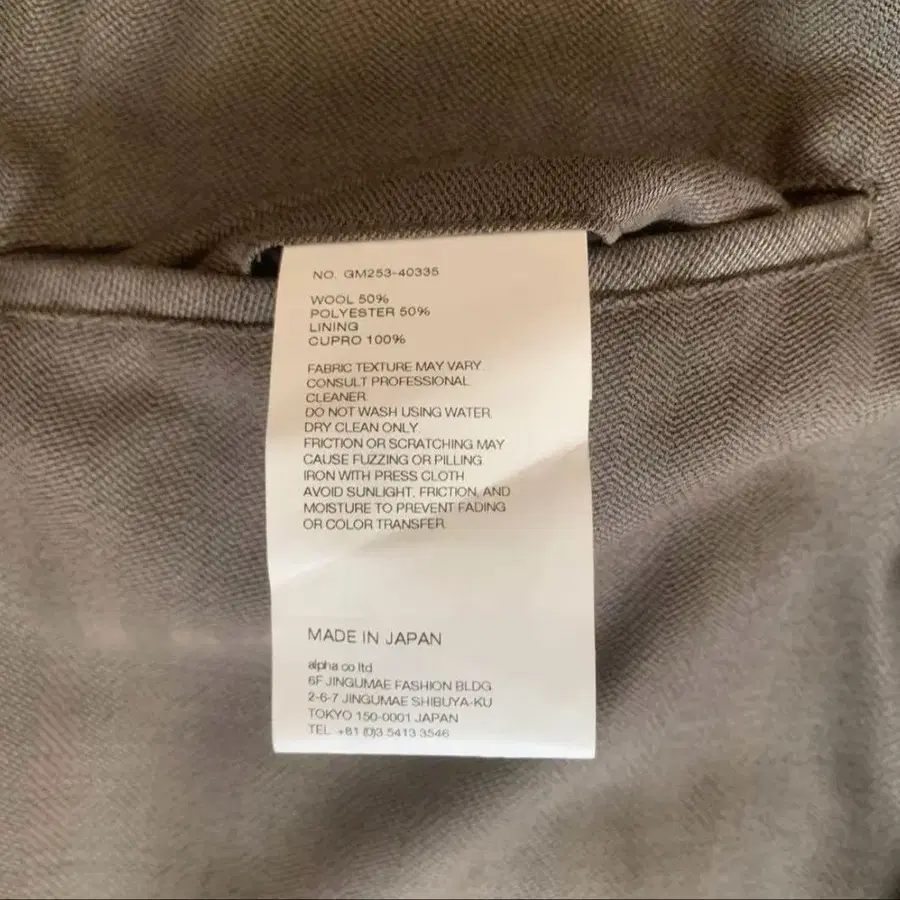 NO. GM253-40335
WOOL 50%
POLYESTER 50%
LINING
CUPRO 100%
FABRIC TEXTURE MAY VARY.
CONSULT PROFESSIONAL
CLEANER.
DO NOT WASH USING WATER.
DRY CLEAN ONLY.
FRICTION OR SCRATCHING MAY
CAUSE FUZZING OR PILLING.
IRON WITH PRESS CLOTH
AVOID SUNLIGHT, FRICTION, AND
MOISTURE TO PREVENT FADING
OR COLOR TRANSFER.
MADE IN JAPAN
alpha co ltd
6F JINGUMAE FASHION BLDG.
2-6-7 JINGUMAE SHIBUYA-KU
TOKYO 150-0001 JAPAN
TEL. +81 (0)3 5413 3546